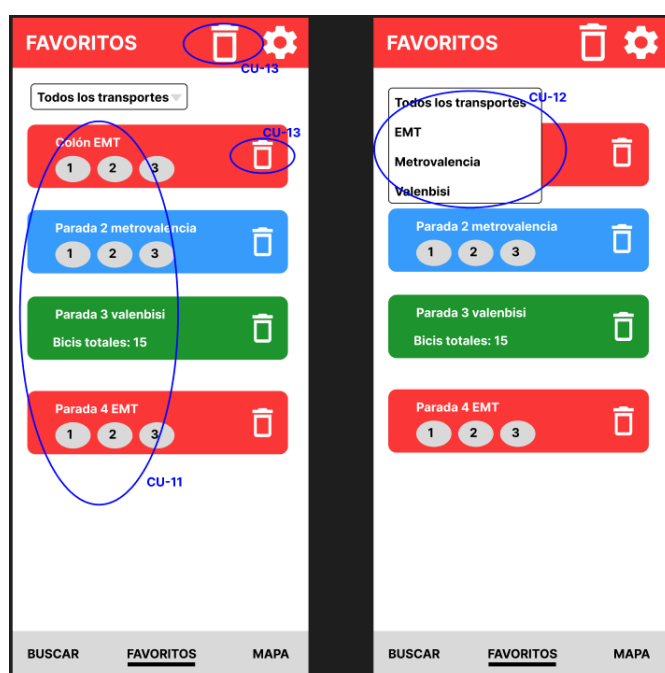 FAVORITOS
CU-13
Todos los transportes
CU-13
Colón EMT
1 2 3
Parada 2 metrovalencia
1 2 3
Parada 3 valenbisi
Bicis totales: 15
Parada 4 EMT
1 2 3
CU-11
BUSCAR FAVORITOS MAPA
FAVORITOS
CU-12
Todos los transportes
EMT
Metrovalencia
Valenbisi
Parada 2 metrovalencia
1 2 3
Parada 3 valenbisi
Bicis totales: 15
Parada 4 EMT
1 2 3
BUSCAR FAVORITOS MAPA